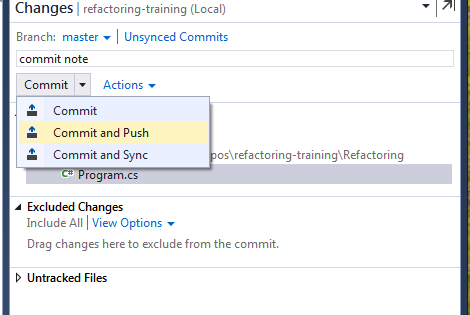 Changes | refactoring-training (Local)
Branch: master | Unsynced Commits
commit note
Commit Actions
Commit
Commit and Push
Commit and Sync
pos\refactoring-training\Refactoring
C# Program.cs
Excluded Changes
Include All | View Options
Drag changes here to exclude from the commit.
Untracked Files